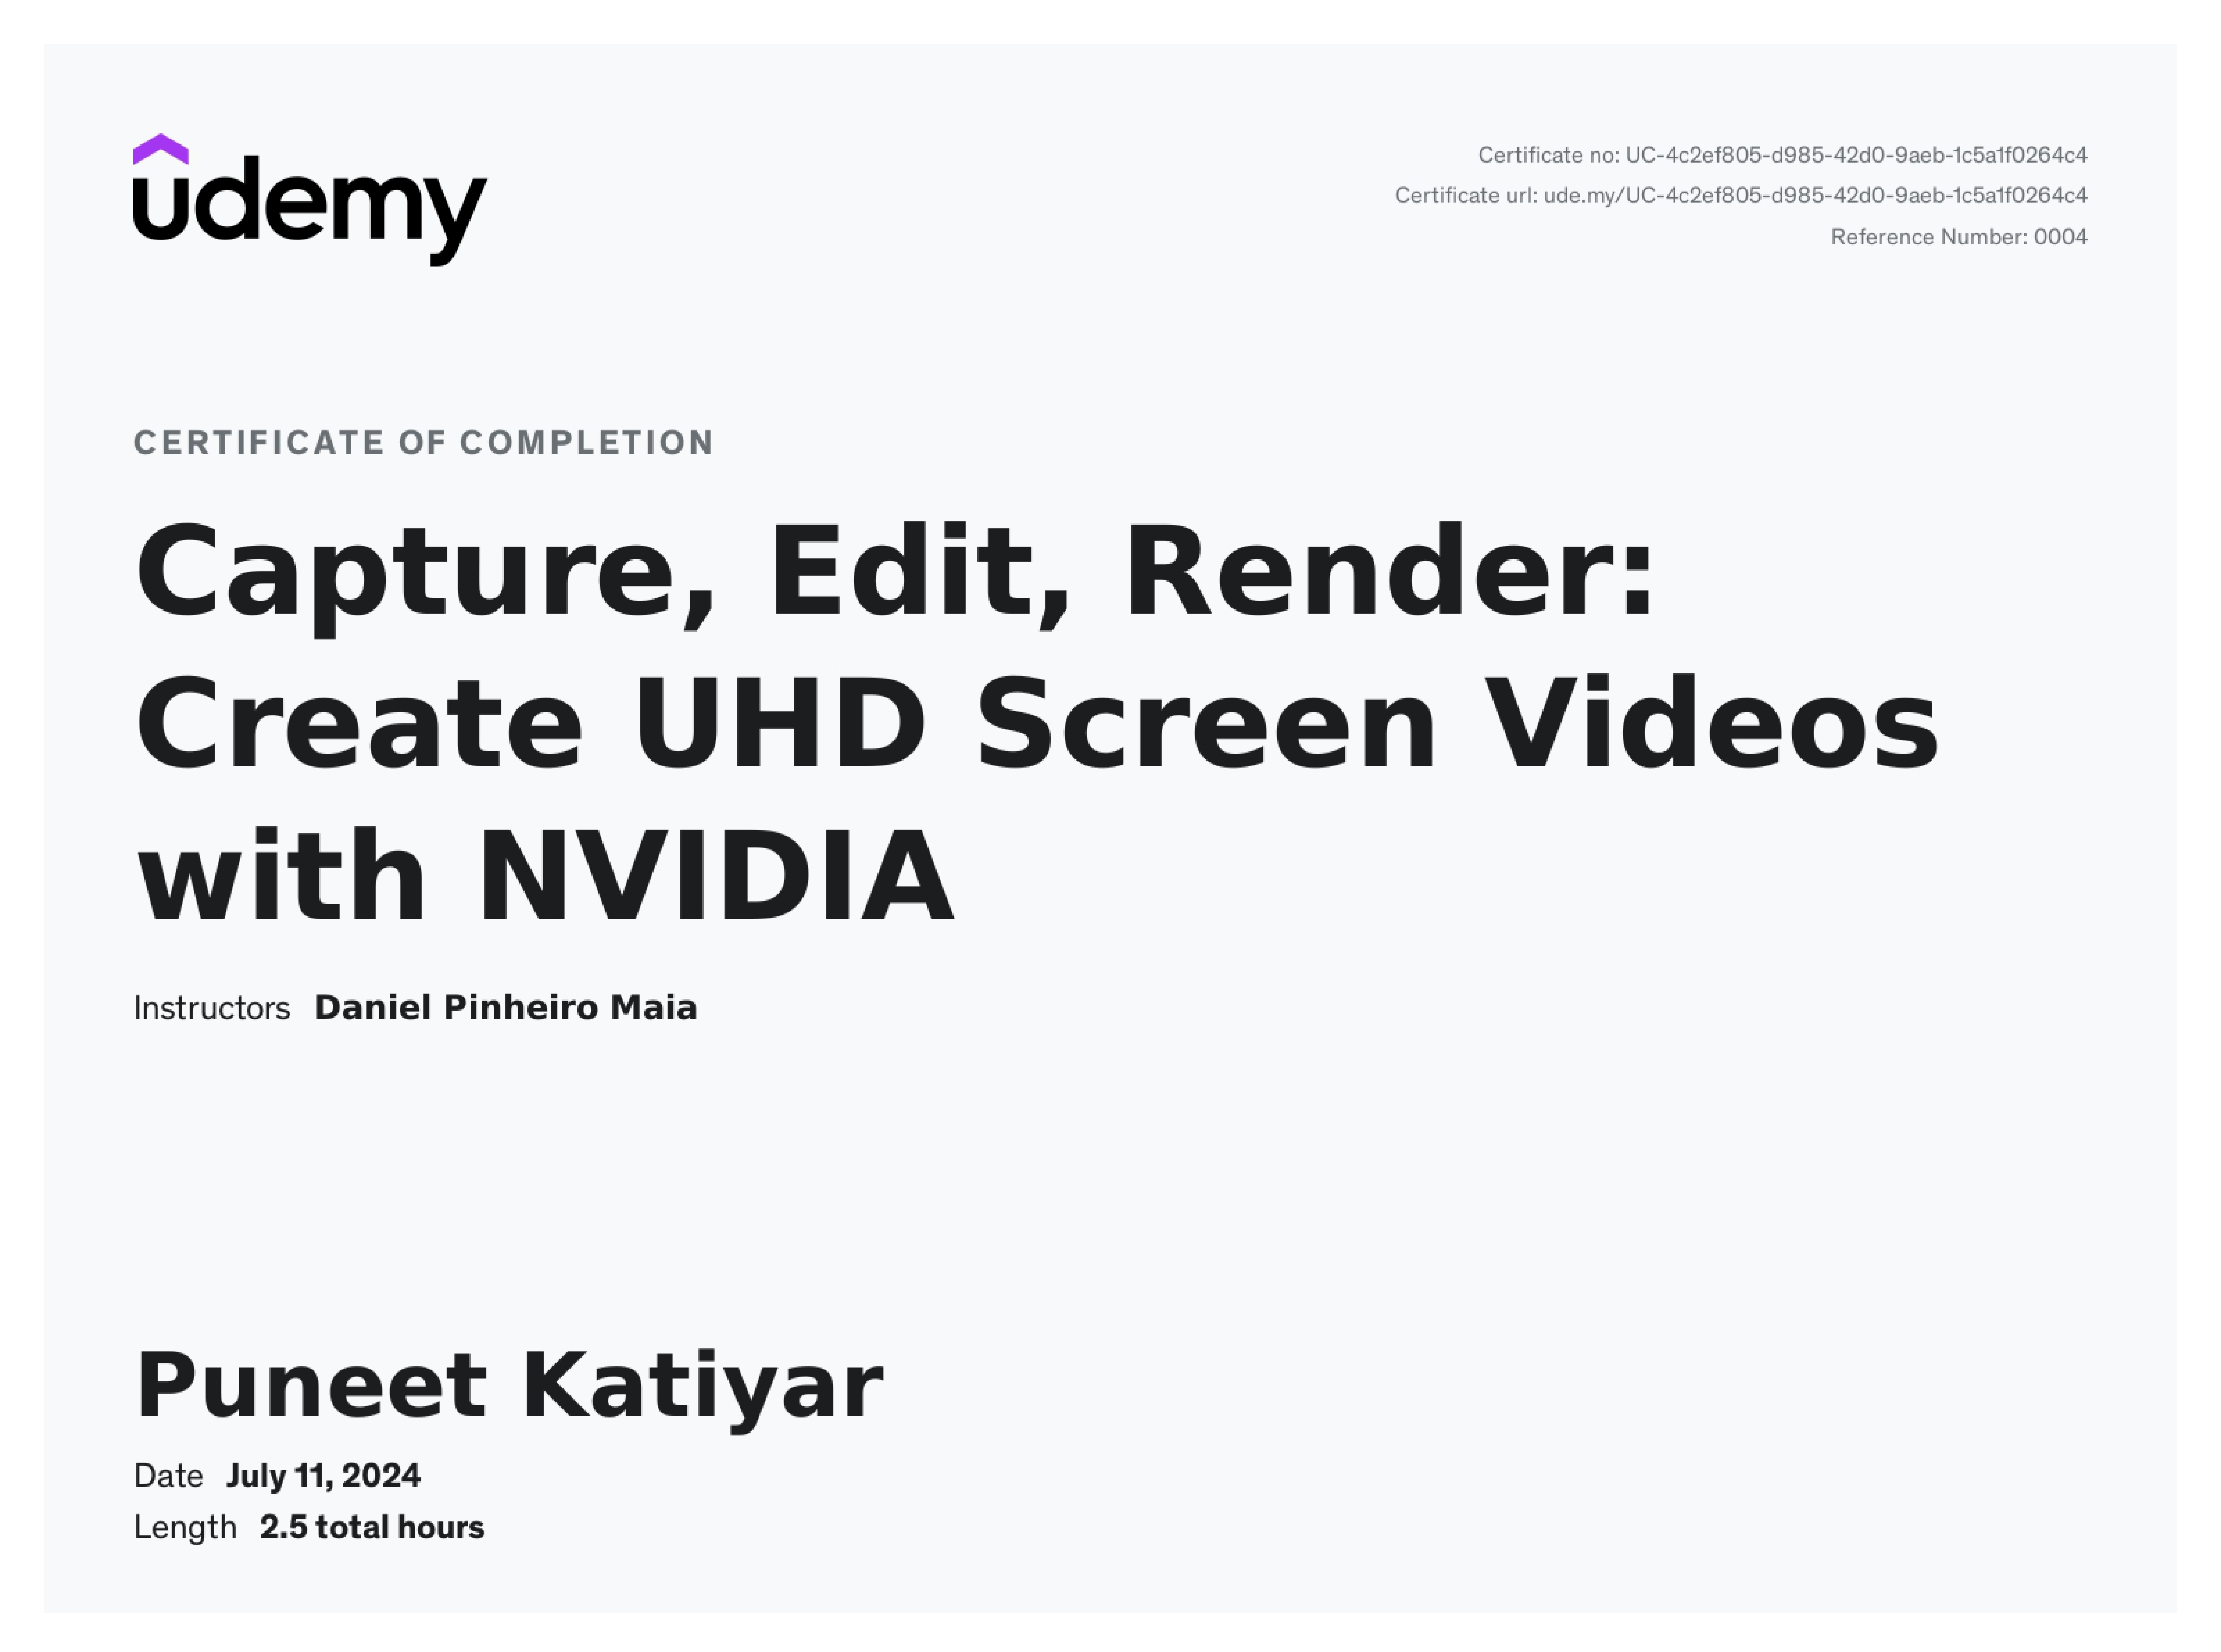 udemy
Certificate no: UC-4c2ef805-d985-42d0-9aeb-1c5a1f0264c4
Certificate url: ude.my/UC-4c2ef805-d985-42d0-9aeb-1c5a1f0264c4
Reference Number: 0004
CERTIFICATE OF COMPLETION
Capture, Edit, Render:
Create UHD Screen Videos
with NVIDIA
Instructors Daniel Pinheiro Maia
Puneet Katiyar
Date July 11, 2024
Length 2.5 total hours